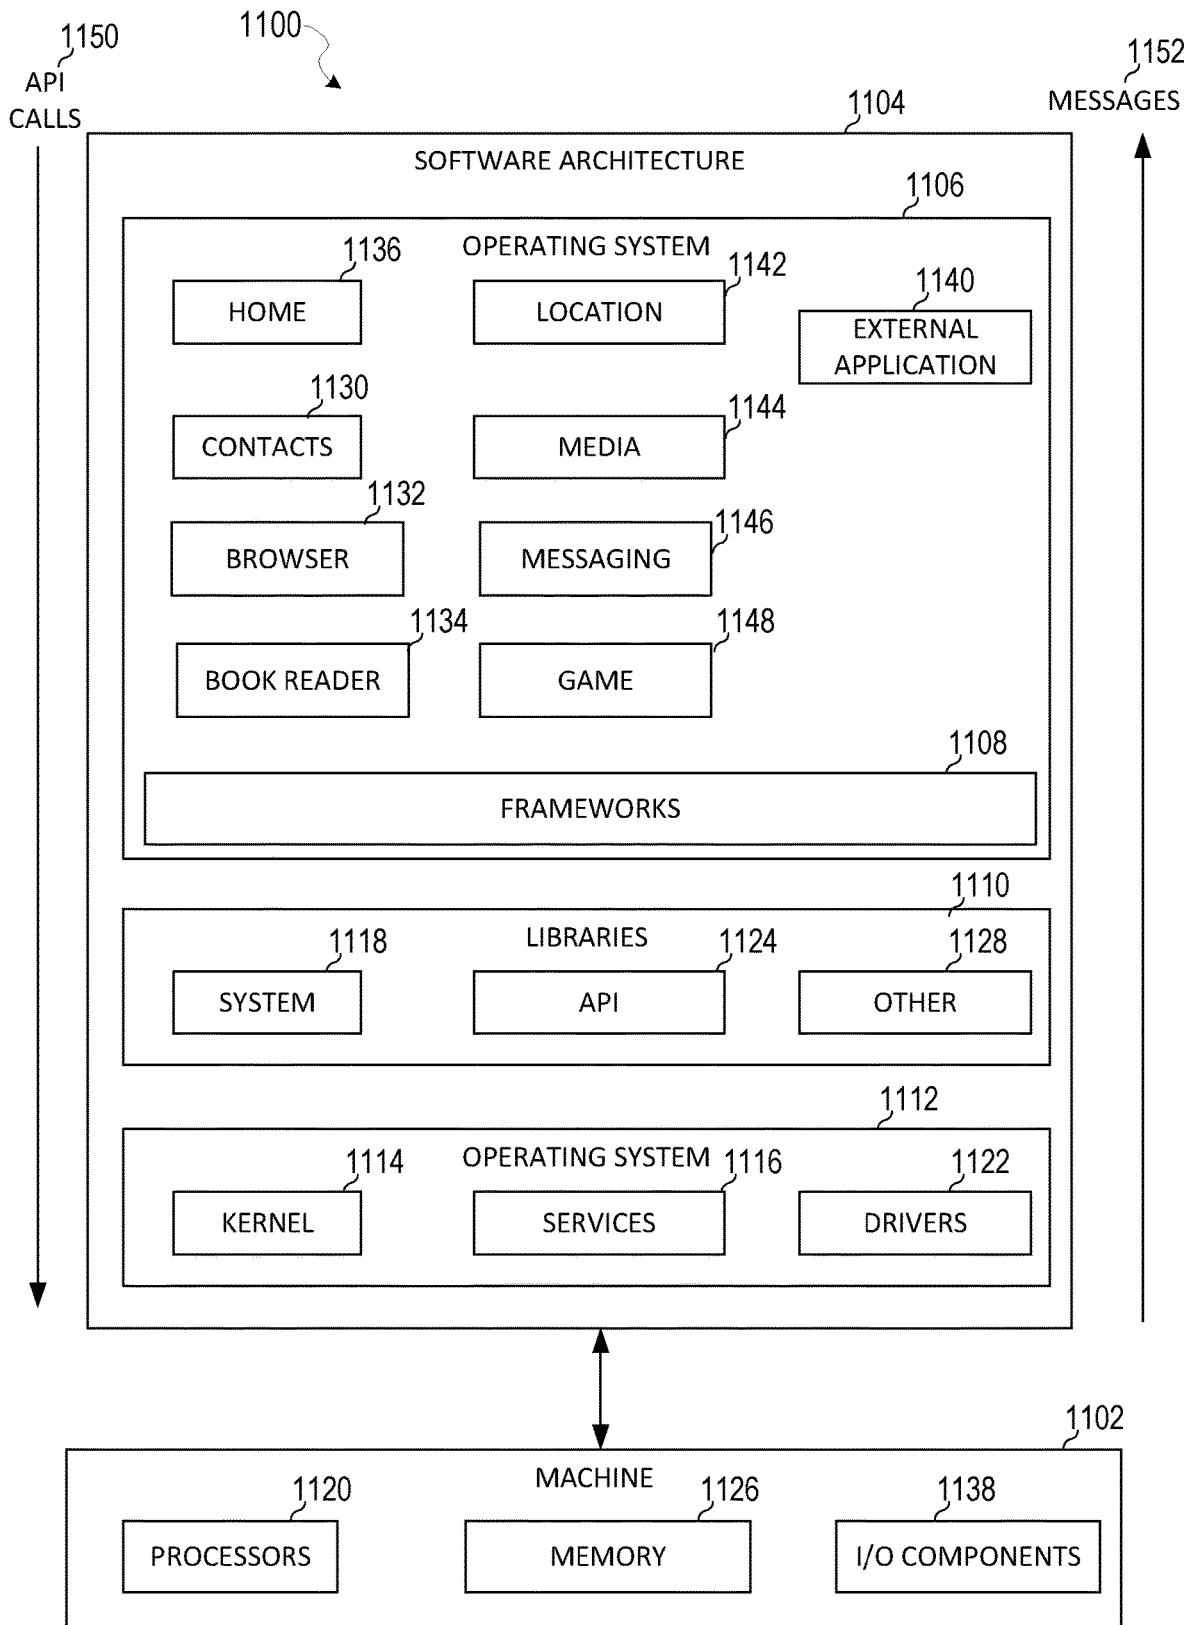 1150
API
CALLS
1100
1152
MESSAGES
1104
SOFTWARE ARCHITECTURE
1106
OPERATING SYSTEM
1136
HOME
1142
LOCATION
1140
EXTERNAL
APPLICATION
1130
CONTACTS
1144
MEDIA
1132
BROWSER
1146
MESSAGING
1134
BOOK READER
1148
GAME
1108
FRAMEWORKS
1110
LIBRARIES
1118
SYSTEM
1124
API
1128
OTHER
1112
OPERATING SYSTEM
1114
KERNEL
1116
SERVICES
1122
DRIVERS
1102
MACHINE
1120
PROCESSORS
1126
MEMORY
1138
I/O COMPONENTS